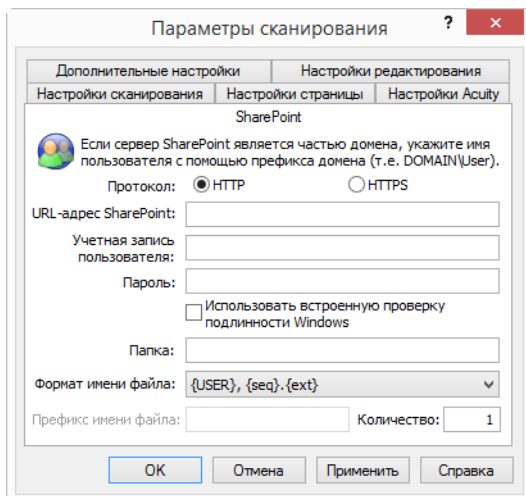 Параметры сканирования
?
Дополнительные настройки Настройки редактирования
Настройки сканирования Настройки страницы Настройки Acuity
SharePoint
Если сервер SharePoint является частью домена, укажите имя
пользователя с помощью префикса домена (т.е. DOMAIN\User).
Протокол: HTTP HTTPS
URL-адрес SharePoint:
Учетная запись
пользователя:
Пароль:
Использовать встроенную проверку
подлинности Windows
Папка:
Формат имени файла: {USER}, {seq}.{ext}
Префикс имени файла: Количество: 1
OK Отмена Применить Справка